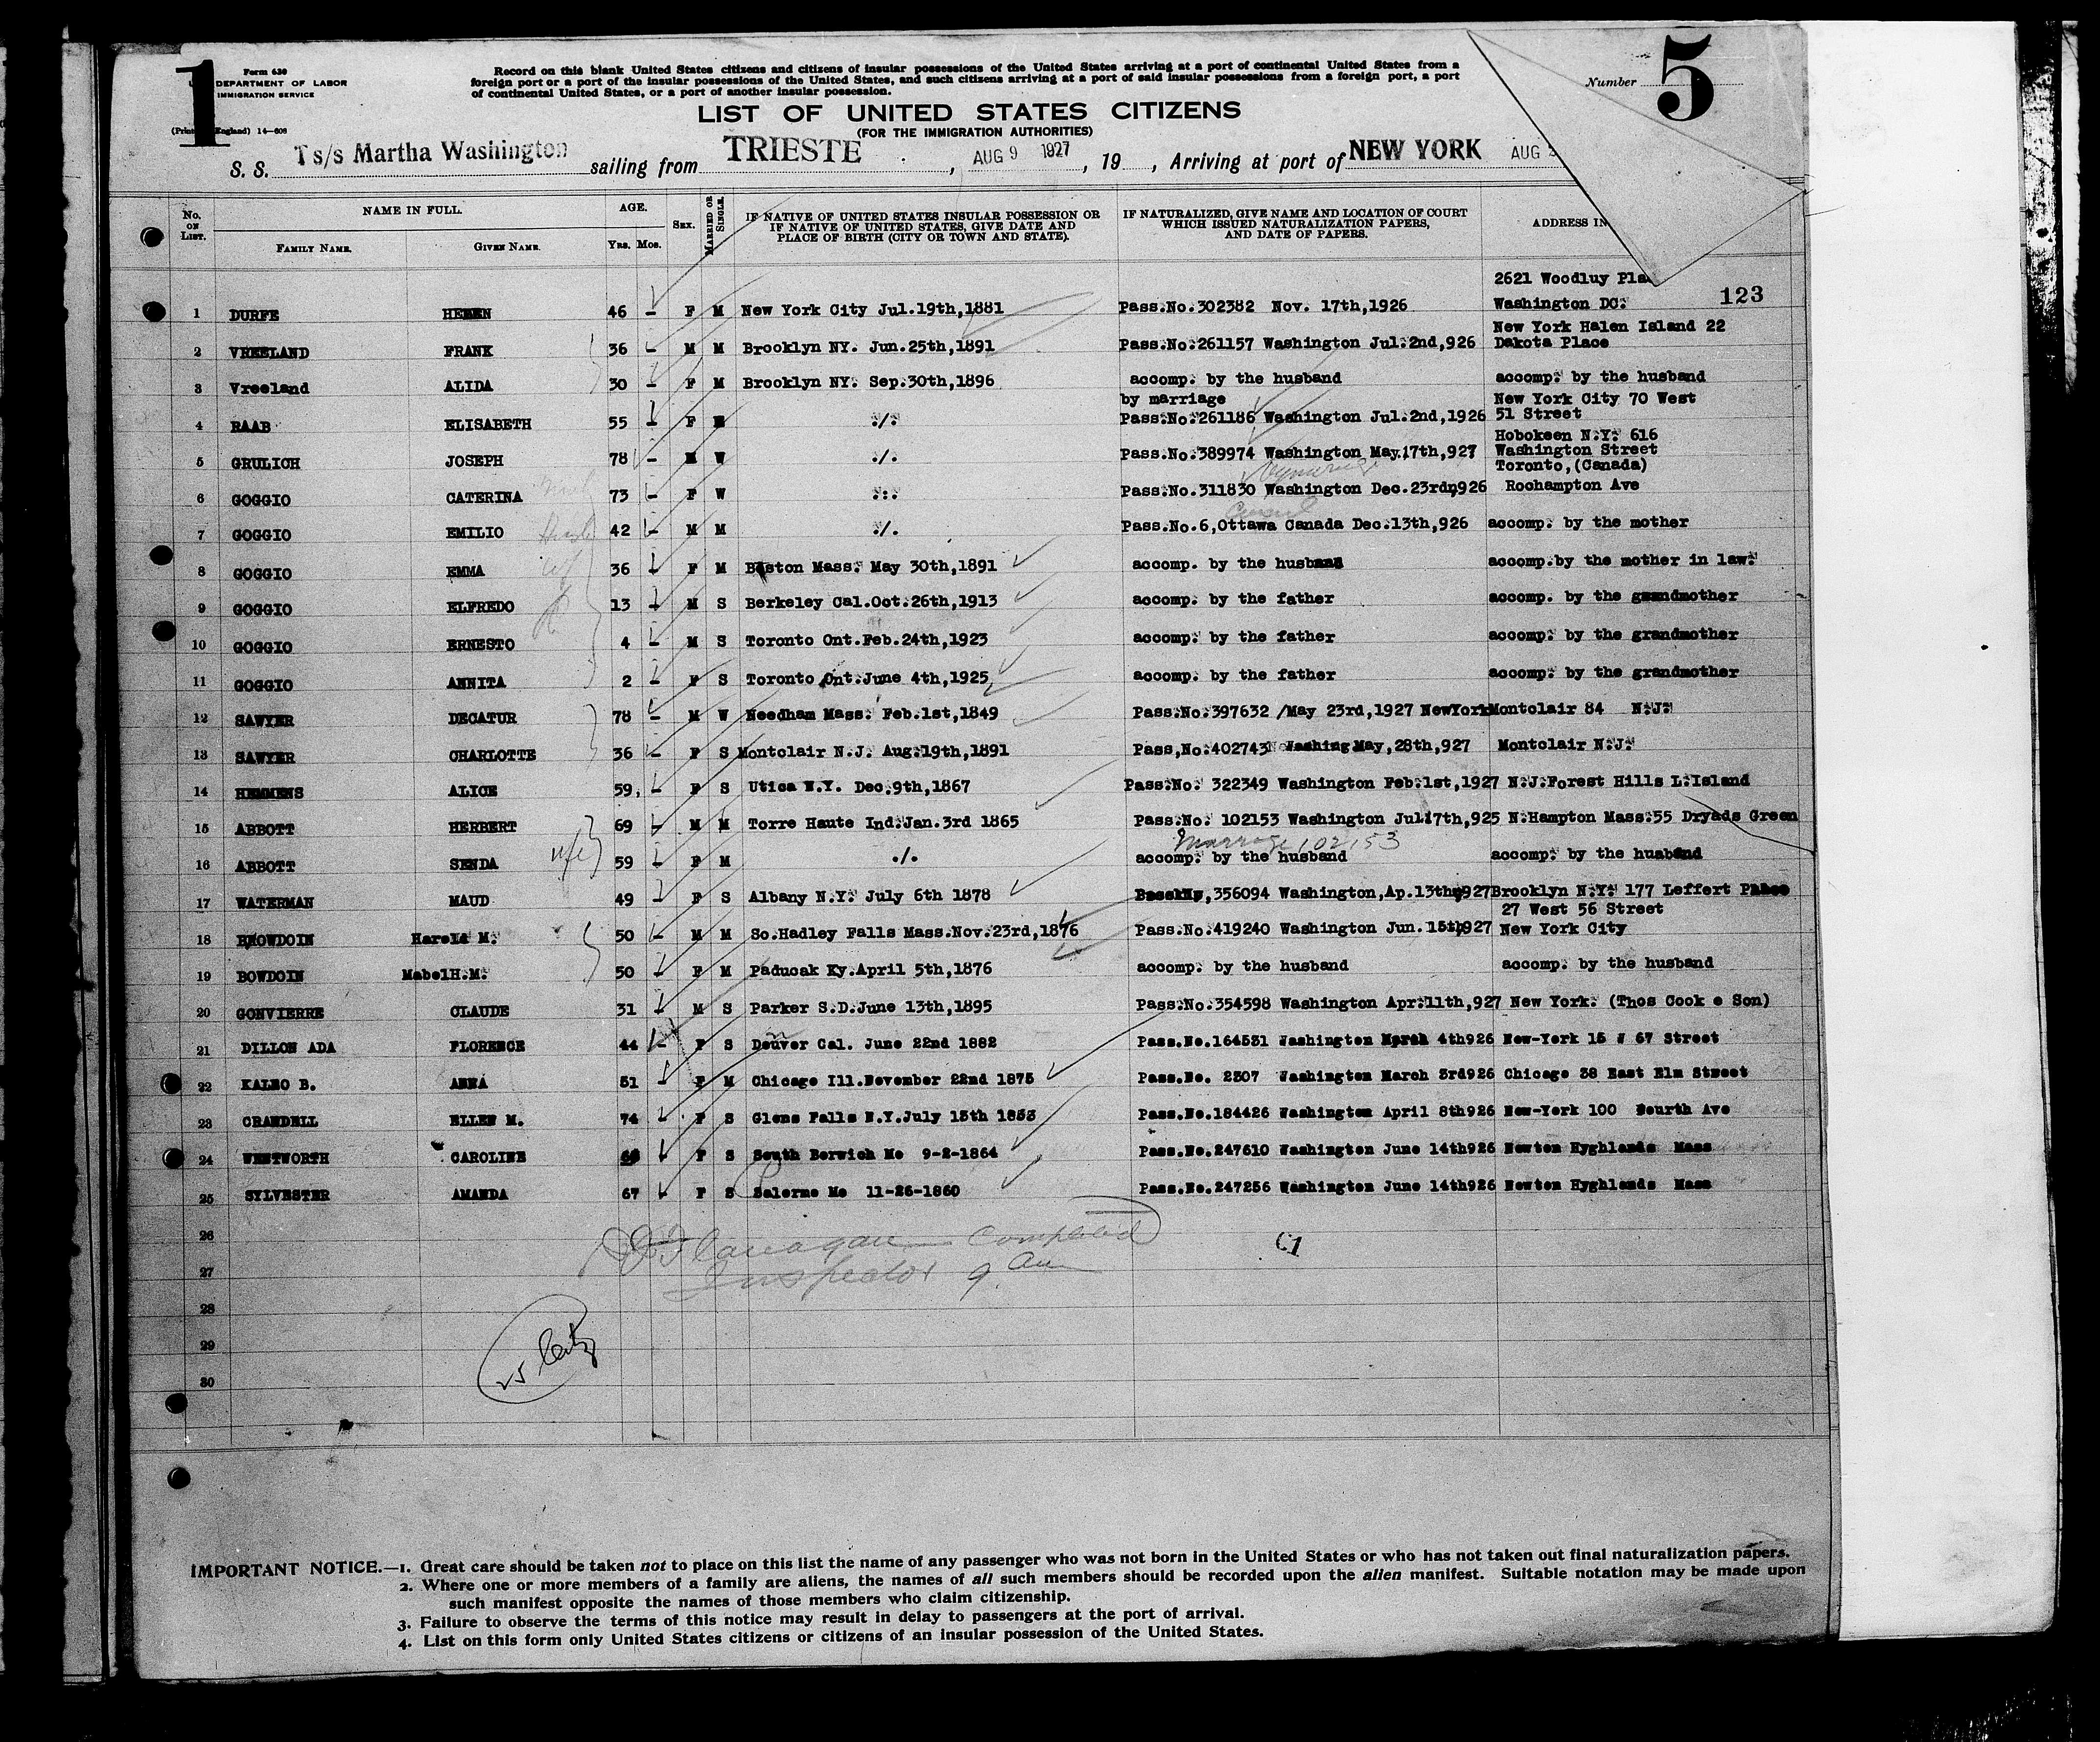 1
Form 630
DEPARTMENT OF LABOR
IMMIGRATION SERVICE
England) 14—608
Record on this blank United States citizens and citizens of insular possessions of the United States arriving at a port of continental United States from a
foreign port or a port of the insular possessions of the United States, and such citizens arriving at a port of said insular possessions from a foreign port, a port
of continental United States, or a port of another insular possession.
Number 5
LIST OF UNITED STATES CITIZENS
(FOR THE IMMIGRATION AUTHORITIES)
S. S. T s/s Martha Washington sailing from TRIESTE, AUG 9 1927, 19 , Arriving at port of NEW YORK AUG
No. on List. NAME IN FULL. AGE. Sex. Married or Single. IF NATIVE OF UNITED STATES INSULAR POSSESSION OR IF NATIVE OF UNITED STATES, GIVE DATE AND PLACE OF BIRTH (CITY OR TOWN AND STATE). IF NATURALIZED, GIVE NAME AND LOCATION OF COURT WHICH ISSUED NATURALIZATION PAPERS, AND DATE OF PAPERS. ADDRESS IN
Family Name. Given Name. Yrs. Mos.
2621 Woodluy Pla
123
1 DURFE HELEN 46 – F M New York City Jul.19th,1881 Pass.No.302382 Nov. 17th,1926 Washington DC.
New York Halen Island 22
2 VREELAND FRANK 36 – M M Brooklyn NY. Jun.25th,1891 Pass.No.261157 Washington Jul.2nd,926 Dakota Place
3 Vreeland ALIDA 30 – F M Brooklyn NY. Sep.30th,1896 accomp. by the husband accomp. by the husband
by marriage New York City 70 West
4 RAAB ELISABETH 55 – F ./. Pass.No.261186 Washington Jul.2nd,1926 51 Street
Hobokeen N.Y. 616
5 GRULICH JOSEPH 78 – M W ./. Pass.No.389974 Washington May.17th,927 Washington Street
Toronto,(Canada)
6 GOGGIO CATERINA 73 – F W .:. Pass.No.311830 Washington Dec.23rd,926 Rochampton Ave
Consul
7 GOGGIO EMILIO 42 – M M ./. Pass.No.6,Ottawa Canada Dec.13th,926 accomp. by the mother
8 GOGGIO EMMA 36 – F M Boston Mass. May 30th,1891 accomp. by the husband accomp.by the mother in law.
9 GOGGIO ELFREDO 13 – M S Berkeley Cal.Oct.26th,1913 accomp. by the father accomp. by the grandmother
10 GOGGIO ERNESTO 4 – M S Toronto Ont.Feb.24th,1923 accomp. by the father accomp. by the grandmother
11 GOGGIO ANNITA 2 – F S Toronto Ont.June 4th,1925 accomp. by the father accomp. by the grandmother
12 SAWYER DECATUR 78 – M W Needham Mass. Feb.1st,1849 Pass.No.397632 /May 23rd,1927 NewYork Montclair 84 N.J.
13 SAWYER CHARLOTTE 36 – F S Montclair N.J. Aug.19th,1891 Pass,No.402743 Washing May,28th,927 Montclair N.J.
14 HEMMENS ALICE 59, – F S Utica N.Y. Dec.9th,1867 Pass.No. 322349 Washington Feb.1st,1927 N.J.Forest Hills L.Island
15 ABBOTT HERBERT 69 – M M Torre Haute Ind.Jan.3rd 1865 Pass.No. 102153 Washington Jul.17th,925 N.Hampton Mass.55 Dryads Green
Marriage 102153
16 ABBOTT SENDA wife 59 – F M ./. accomp. by the husband accomp. by the husband
17 WATERMAN MAUD 49 – F S Albany N.Y. July 6th 1878 356094 Washington,Ap.13th,927 Brooklyn N.Y. 177 Leffert Place
27 West 56 Street
18 BOWDOIN Harold M. 50 – M M So.Hadley Falls Mass.Nov.23rd,1876 Pass.No.419240 Washington Jun.15th,927 New York City
19 BOWDOIN MabelH.M. 50 – F M Paducak Ky.April 5th,1876 accomp. by the husband accomp. by the husband
20 GONVIERRE CLAUDE 31 – M S Parker S.D.June 13th,1895 Pass.No.354598 Washington Apr.11th,927 New York. (Thos Cook e Son)
21 DILLON ADA FLORENCE 44 – F S Denver Cal. June 22nd 1882 Pass.No.164531 Washington March 4th926 New-York 15 W 67 Street
22 KALNO B. ANNA 51 – F M Chicago Ill.November 22nd 1875 Pass.No. 2307 Washington March 3rd926 Chicago 38 East Elm Street
23 CRANDELL ELLEN M. 74 – F S Glens Falls N.Y.July 15th 1853 Pass.No.184426 Washington April 8th926 New-York 100 Fourth Ave
24 WENTWORTH CAROLINE – F S South Berwick Me 9-2-1864 Pass.No.247610 Washington June 14th926 Newton Hyghlands Mass
25 SYLVESTER AMANDA 67 – F S Salerme Me 11-26-1860 Pass.No.247256 Washington June 14th926 Newton Hyghlands Mass
26 Flanagan Completed C1
27 Inspector 9 Am
28
29 25 Citz
30
IMPORTANT NOTICE.—1. Great care should be taken not to place on this list the name of any passenger who was not born in the United States or who has not taken out final naturalization papers.
2. Where one or more members of a family are aliens, the names of all such members should be recorded upon the alien manifest. Suitable notation may be made upon
such manifest opposite the names of those members who claim citizenship.
3. Failure to observe the terms of this notice may result in delay to passengers at the port of arrival.
4. List on this form only United States citizens or citizens of an insular possession of the United States.